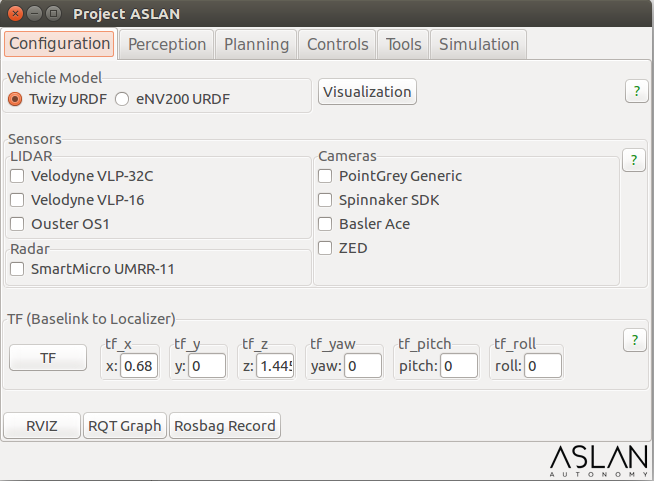 Project ASLAN
Configuration Perception Planning Controls Tools Simulation
Vehicle Model
Twizy URDF eNV200 URDF Visualization ?
Sensors
LIDAR Cameras ?
Velodyne VLP-32C PointGrey Generic
Velodyne VLP-16 Spinnaker SDK
Ouster OS1 Basler Ace
Radar ZED
SmartMicro UMRR-11
TF (Baselink to Localizer)
tf_x tf_y tf_z tf_yaw tf_pitch tf_roll ?
TF x: 0.68 y: 0 z: 1.445 yaw: 0 pitch: 0 roll: 0
RVIZ RQT Graph Rosbag Record
ASLAN
AUTONOMY